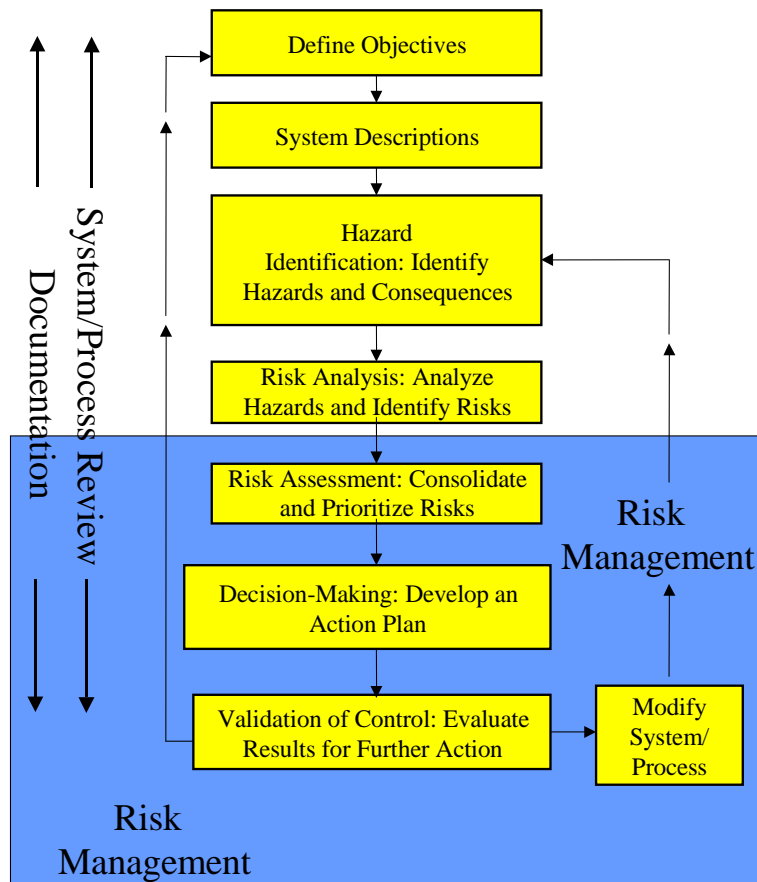 Define Objectives
System Descriptions
Hazard
Identification: Identify
Hazards and Consequences
Risk Analysis: Analyze
Hazards and Identify Risks
Risk Assessment: Consolidate
and Prioritize Risks
Decision-Making: Develop an
Action Plan
Validation of Control: Evaluate
Results for Further Action
Modify
System/
Process
Risk
Management
Risk
Management
System/Process Review
Documentation